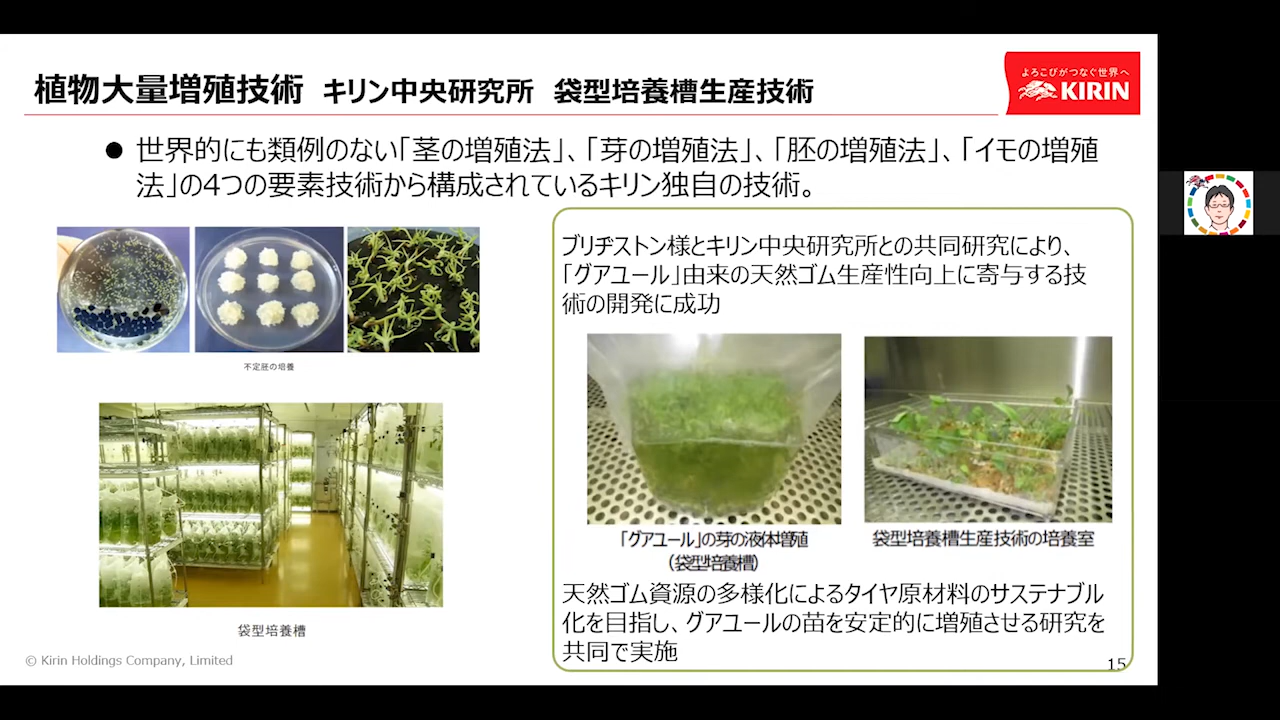 植物大量増殖技術 キリン中央研究所 袋型培養槽生産技術
よろこびがつなぐ世界へ
KIRIN
● 世界的にも類例のない「茎の増殖法」、「芽の増殖法」、「胚の増殖法」、「イモの増殖
法」の4つの要素技術から構成されているキリン独自の技術。
不定胚の培養
袋型培養槽
ブリヂストン様とキリン中央研究所との共同研究により、
「グアユール」由来の天然ゴム生産性向上に寄与する技
術の開発に成功
「グアユール」の芽の液体増殖
（袋型培養槽）
袋型培養槽生産技術の培養室
天然ゴム資源の多様化によるタイヤ原材料のサステナブル
化を目指し、グアユールの苗を安定的に増殖させる研究を
共同で実施
© Kirin Holdings Company, Limited
15